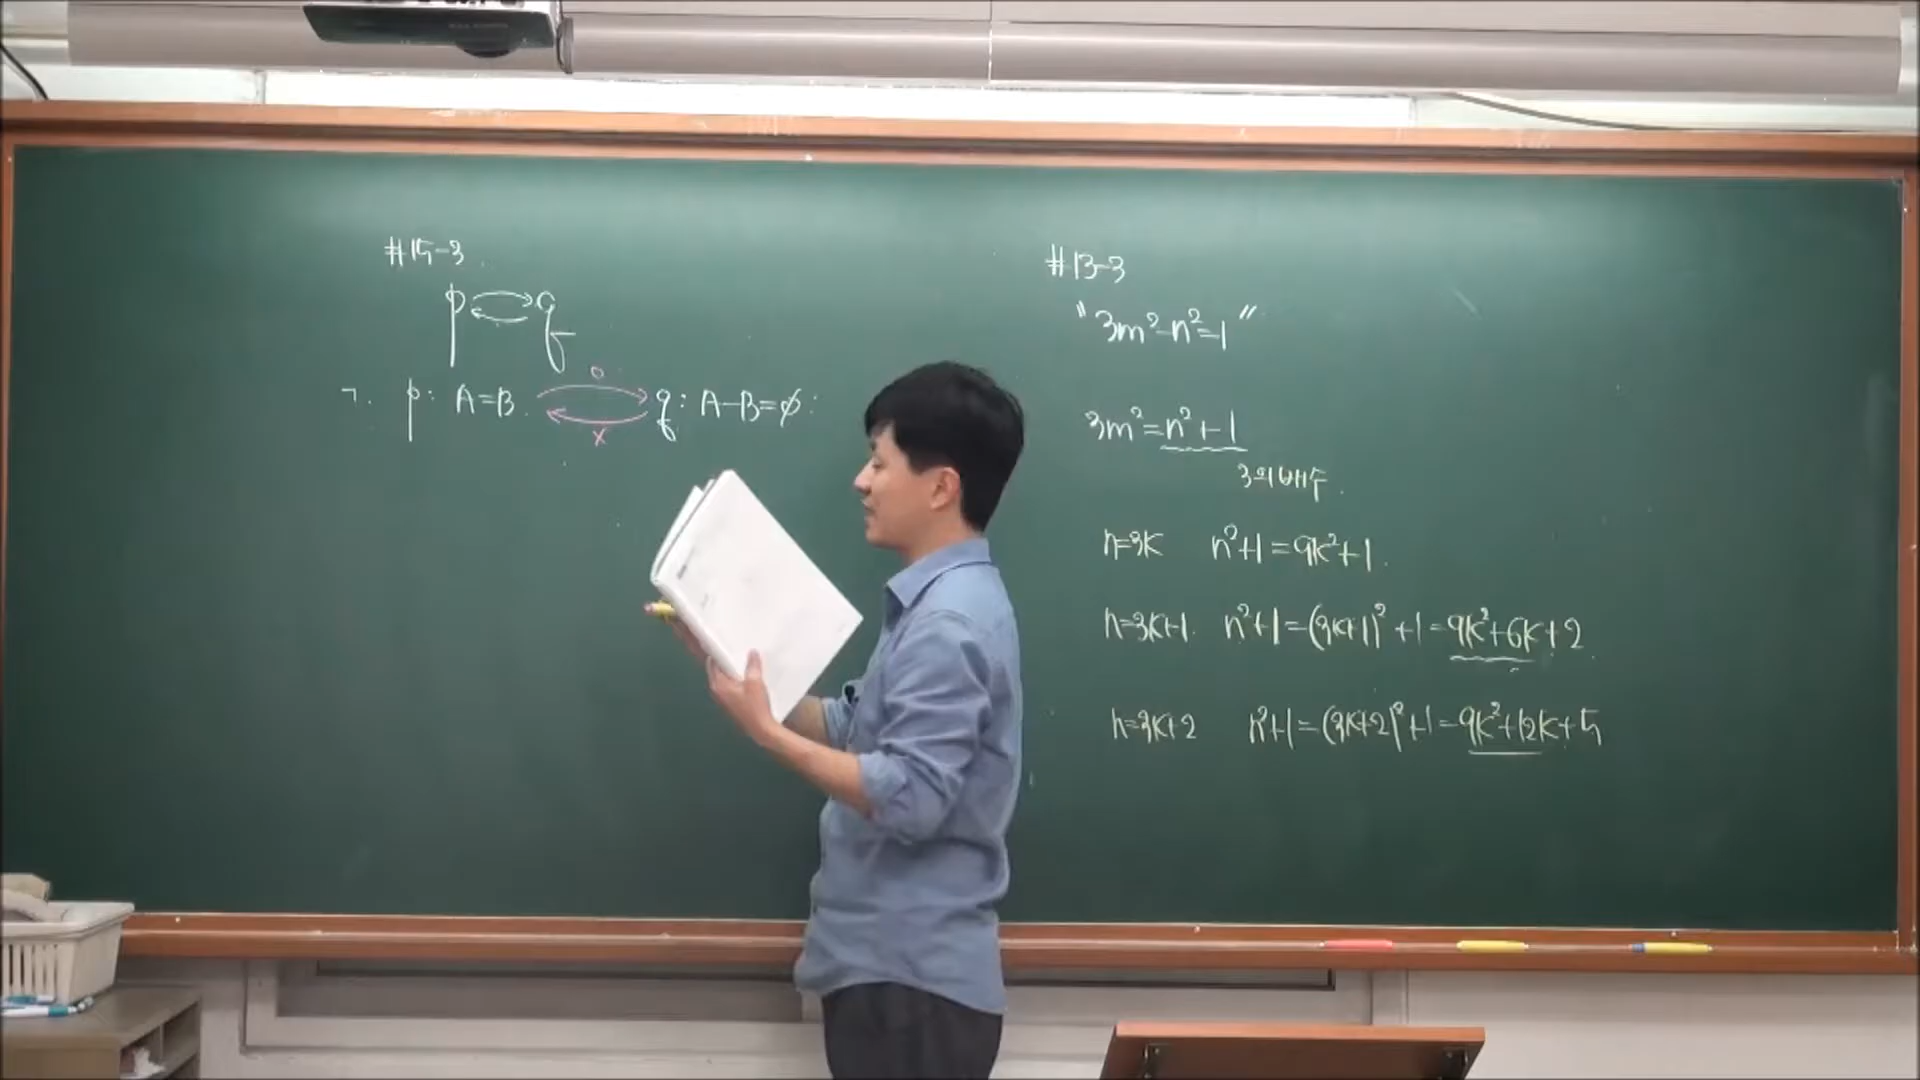 #15-3
p ⇄ q
ㄱ. p: A=B ⇄ q: A-B=∅
o
x
#13-3
"3m²-n²=1"
3m²=n²+1
3의배수.
n=3k n²+1=9k²+1.
n=3k+1. n²+1=(3k+1)²+1=9k²+6k+2.
n=3k+2 n²+1=(3k+2)²+1=9k²+12k+5